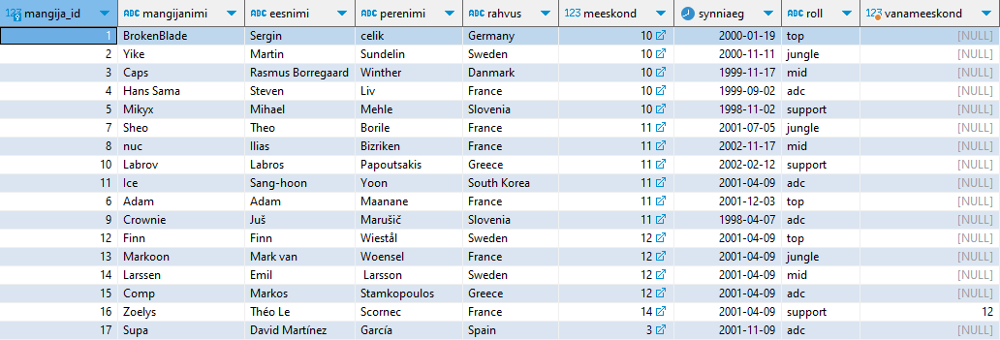 123 mangija_id ABC mangijanimi ABC eesnimi ABC perenimi ABC rahvus 123 meeskond synniaeg ABC roll 123 vanameeskond
1 BrokenBlade Sergin celik Germany 10 2000-01-19 top [NULL]
2 Yike Martin Sundelin Sweden 10 2000-11-11 jungle [NULL]
3 Caps Rasmus Borregaard Winther Danmark 10 1999-11-17 mid [NULL]
4 Hans Sama Steven Liv France 10 1999-09-02 adc [NULL]
5 Mikyx Mihael Mehle Slovenia 10 1998-11-02 support [NULL]
7 Sheo Theo Borile France 11 2001-07-05 jungle [NULL]
8 nuc Ilias Bizriken France 11 2002-11-17 mid [NULL]
10 Labrov Labros Papoutsakis Greece 11 2002-02-12 support [NULL]
11 Ice Sang-hoon Yoon South Korea 11 2001-04-09 adc [NULL]
6 Adam Adam Maanane France 11 2001-12-03 top [NULL]
9 Crownie Juš Marušič Slovenia 11 1998-04-07 adc [NULL]
12 Finn Finn Wiestål Sweden 12 2001-04-09 top [NULL]
13 Markoon Mark van Woensel France 12 2001-04-09 jungle [NULL]
14 Larssen Emil Larsson Sweden 12 2001-04-09 mid [NULL]
15 Comp Markos Stamkopoulos Greece 12 2001-04-09 adc [NULL]
16 Zoelys Théo Le Scornec France 14 2001-04-09 support 12
17 Supa David Martínez García Spain 3 2001-11-09 adc [NULL]